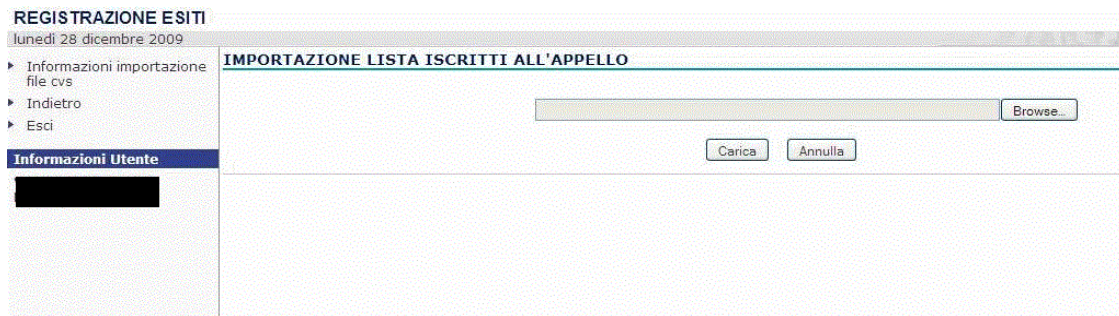 REGISTRAZIONE ESITI
lunedì 28 dicembre 2009
Informazioni importazione
file cvs
Indietro
Esci
Informazioni Utente
IMPORTAZIONE LISTA ISCRITTI ALL'APPELLO
Browse...
Carica Annulla